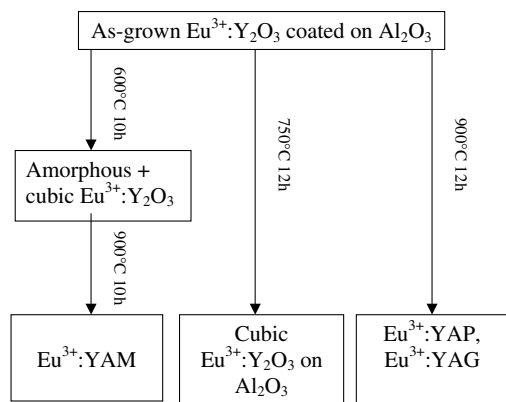 As-grown Eu³⁺:Y₂O₃ coated on Al₂O₃
600°C 10h
750°C 12h
900°C 12h
Amorphous +
cubic Eu³⁺:Y₂O₃
900°C 10h
Eu³⁺:YAM
Cubic
Eu³⁺:Y₂O₃ on
Al₂O₃
Eu³⁺:YAP,
Eu³⁺:YAG